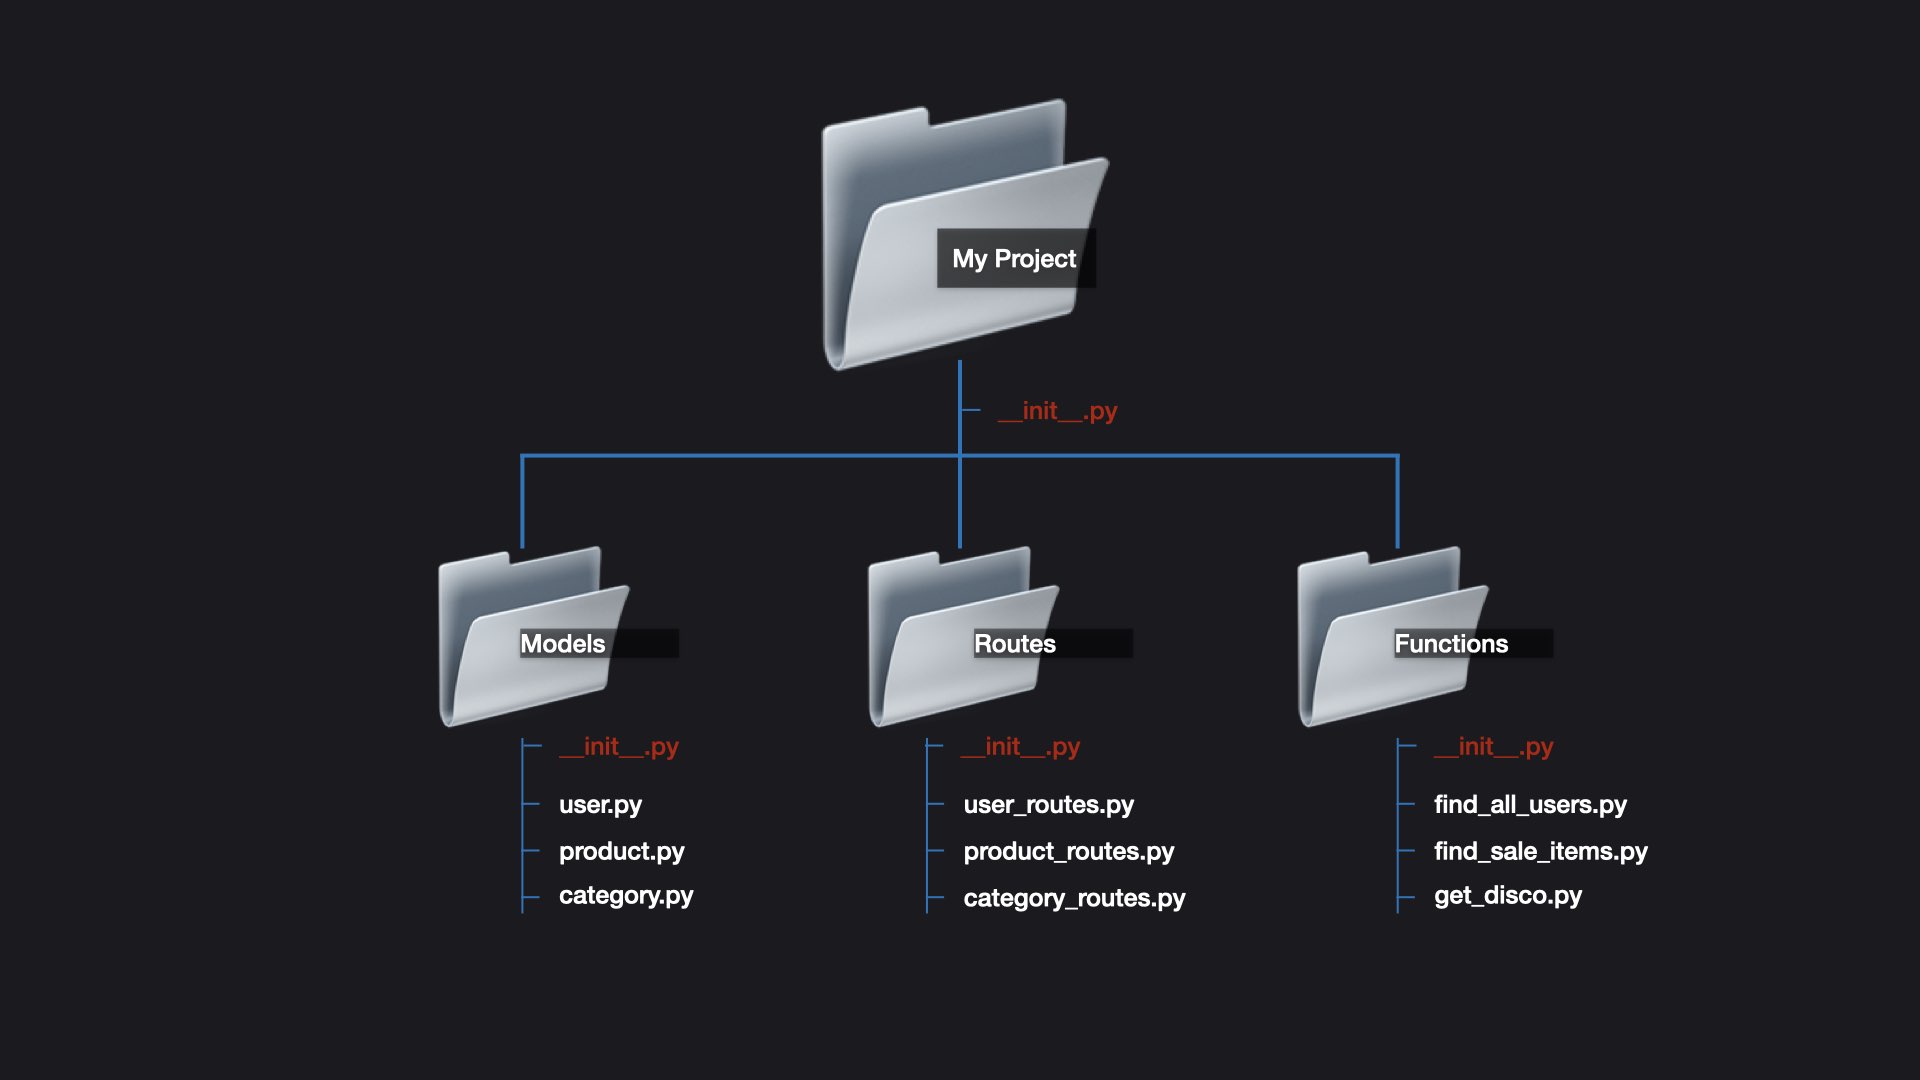 My Project
__init__.py
Models
Routes
Functions
__init__.py
user.py
product.py
category.py
__init__.py
user_routes.py
product_routes.py
category_routes.py
__init__.py
find_all_users.py
find_sale_items.py
get_disco.py